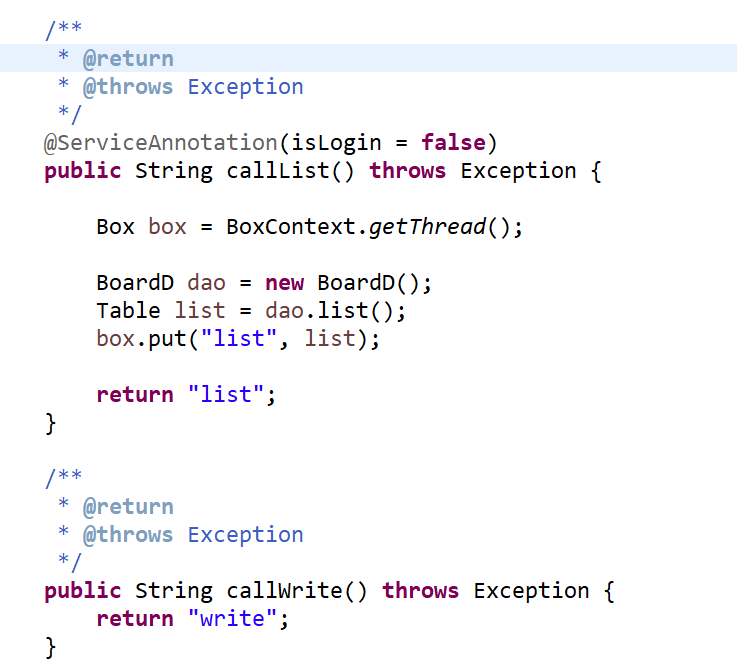 /**
 * @return
 * @throws Exception
 */
@ServiceAnnotation(isLogin = false)
public String callList() throws Exception {
    Box box = BoxContext.getThread();
    BoardD dao = new BoardD();
    Table list = dao.list();
    box.put("list", list);
    return "list";
}
/**
 * @return
 * @throws Exception
 */
public String callWrite() throws Exception {
    return "write";
}